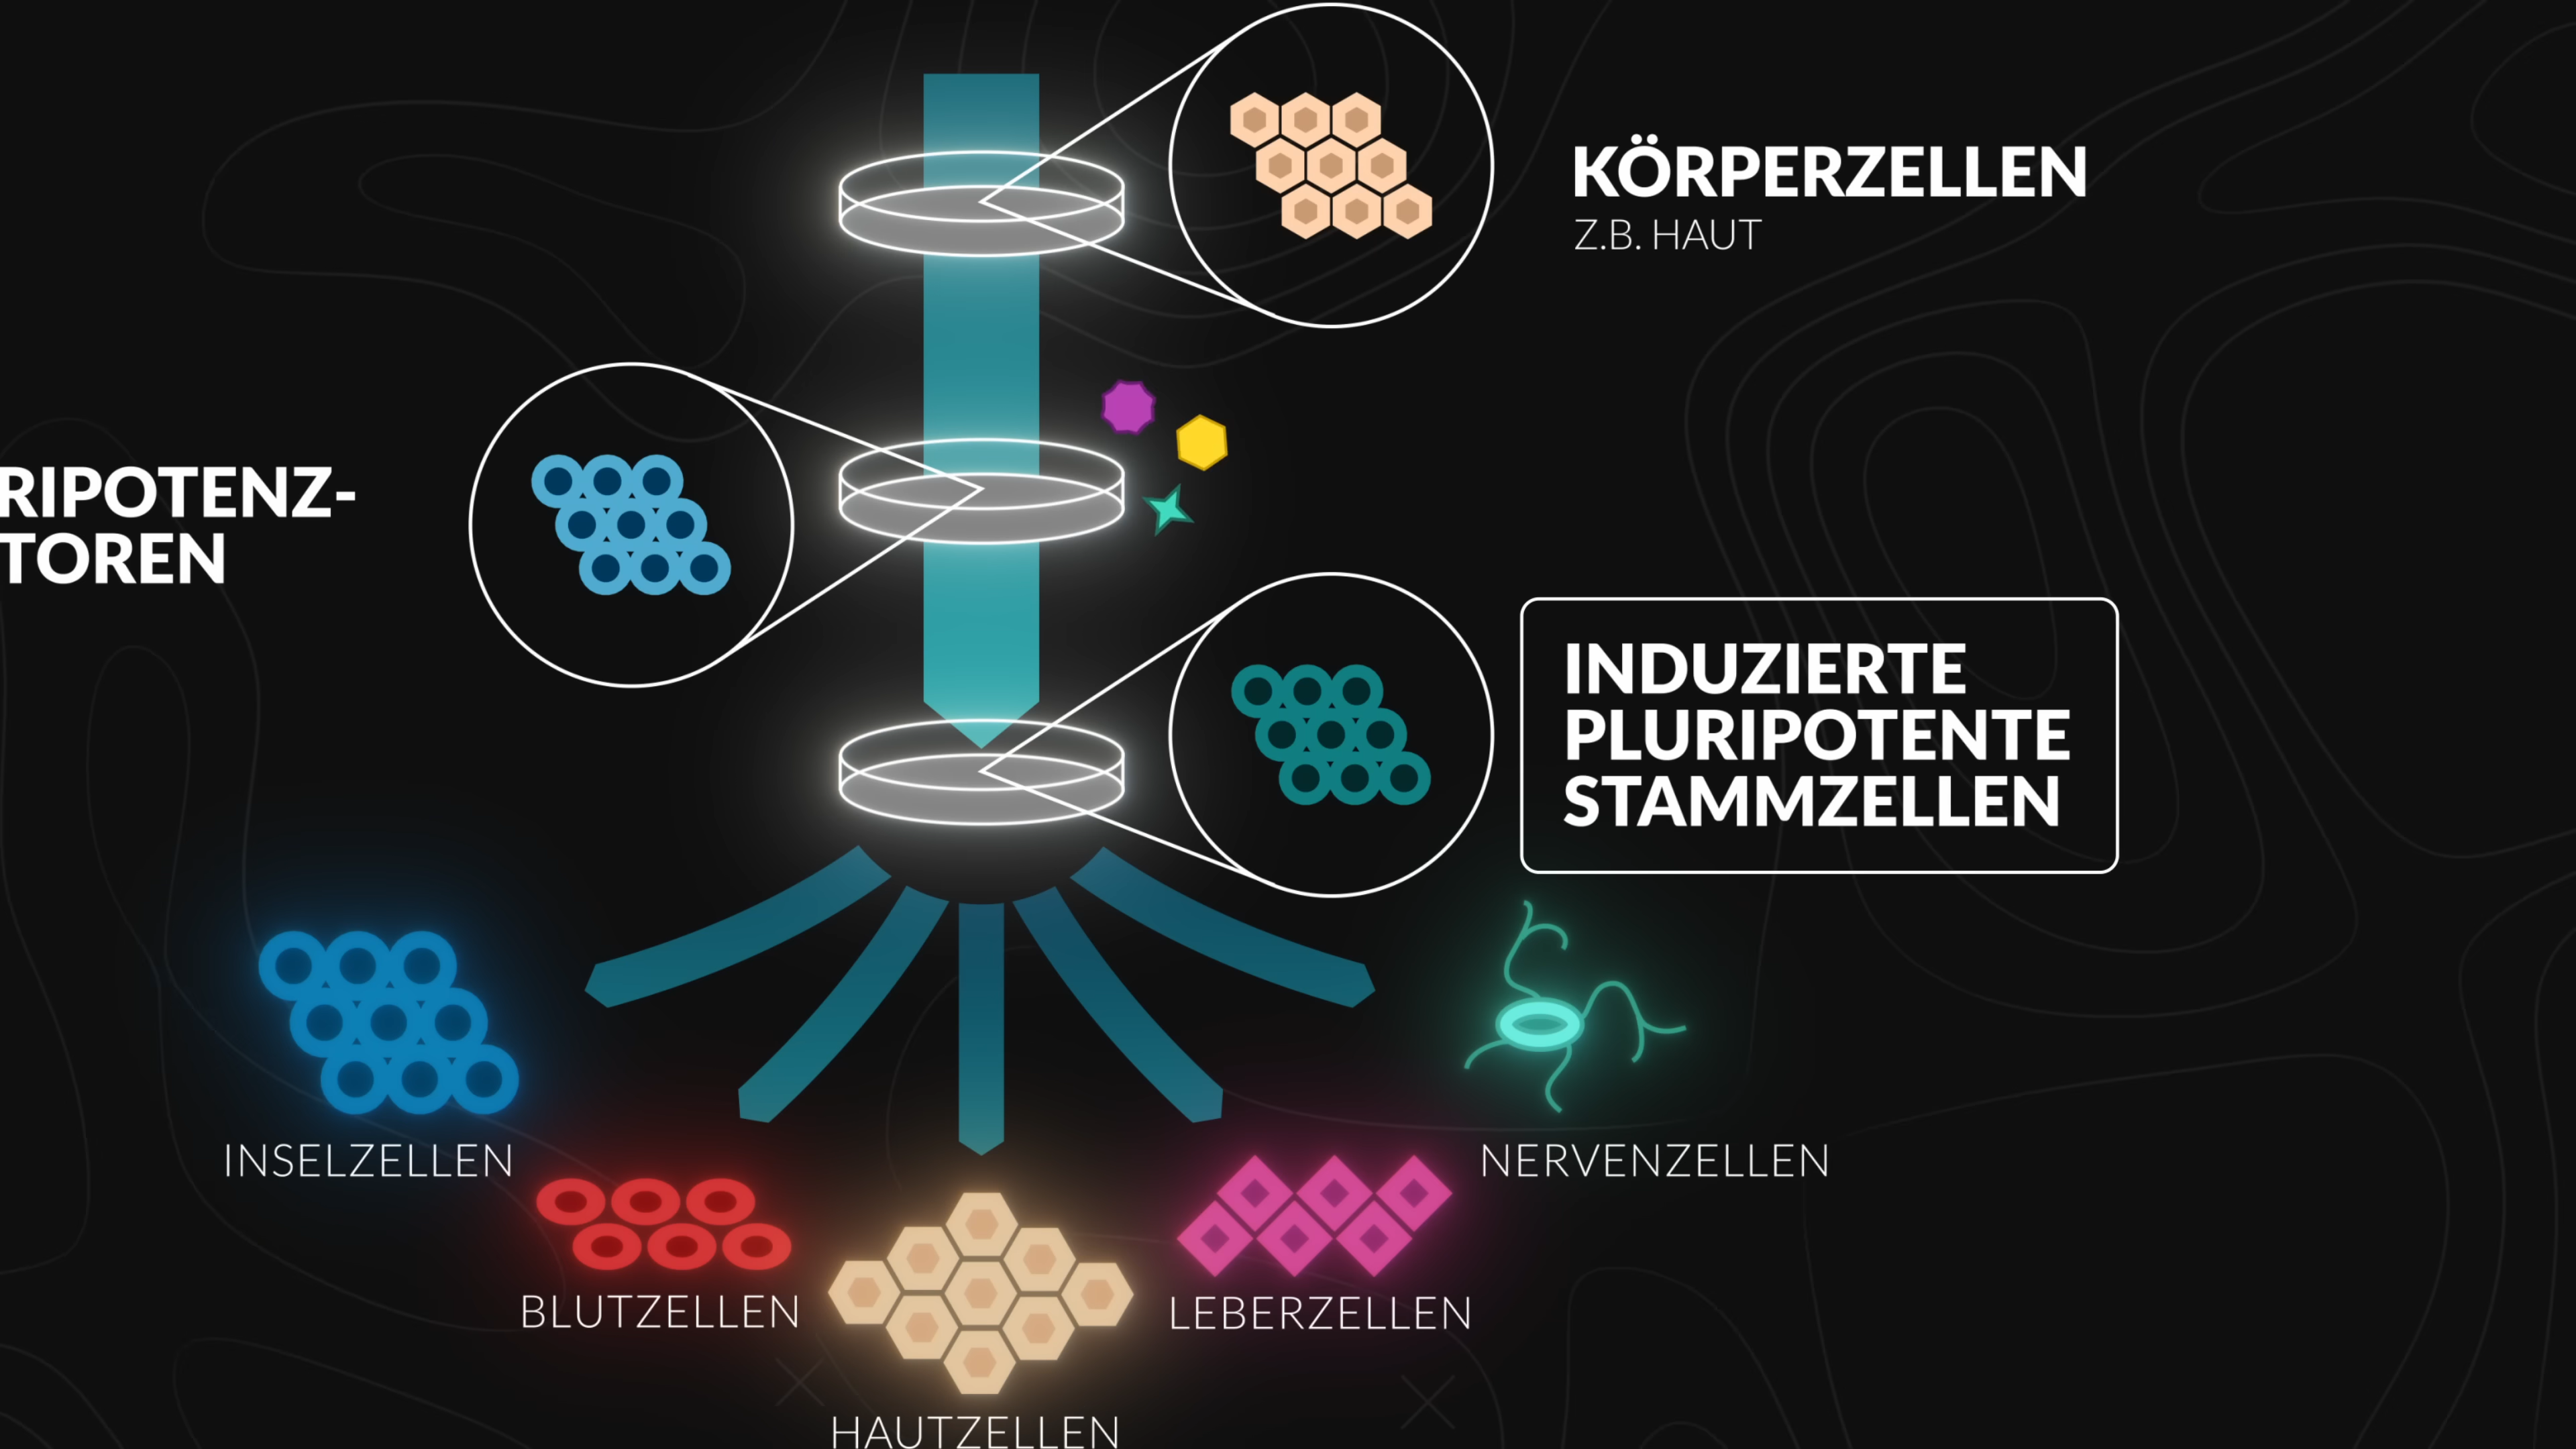 KÖRPERZELLEN
Z.B. HAUT
RIPOTENZ-
TOREN
INDUZIERTE
PLURIPOTENTE
STAMMZELLEN
INSELZELLEN
NERVENZELLEN
BLUTZELLEN
LEBERZELLEN
HAUTZELLEN